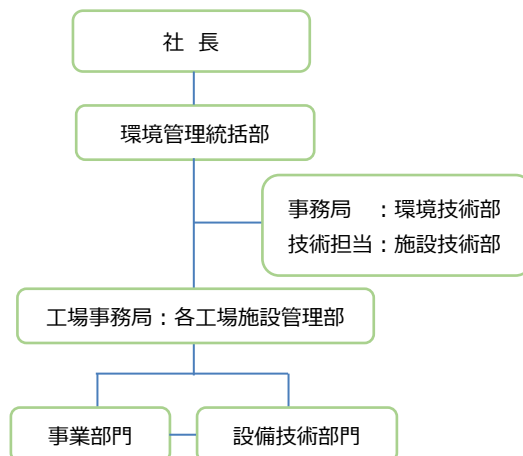 社 長
環境管理統括部
事務局　：環境技術部
技術担当：施設技術部
工場事務局：各工場施設管理部
事業部門
設備技術部門